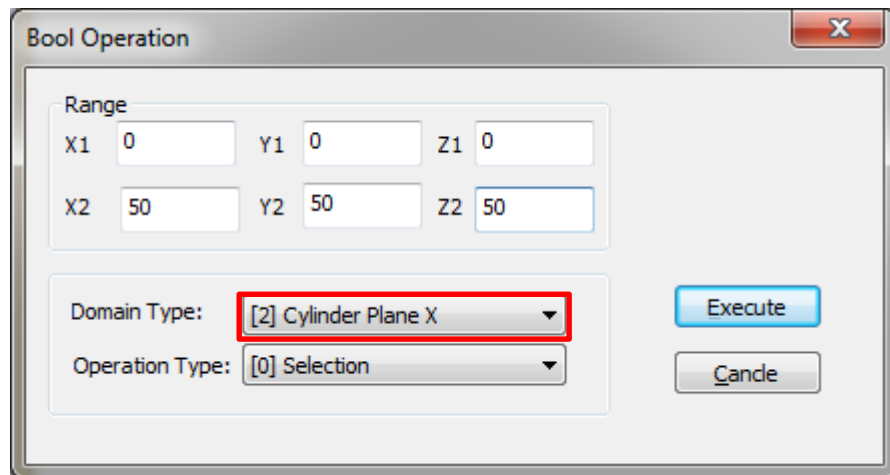 Bool Operation
x
Range
X1 0 Y1 0 Z1 0
X2 50 Y2 50 Z2 50
Domain Type: [2] Cylinder Plane X
Execute
Operation Type: [0] Selection
Cancle